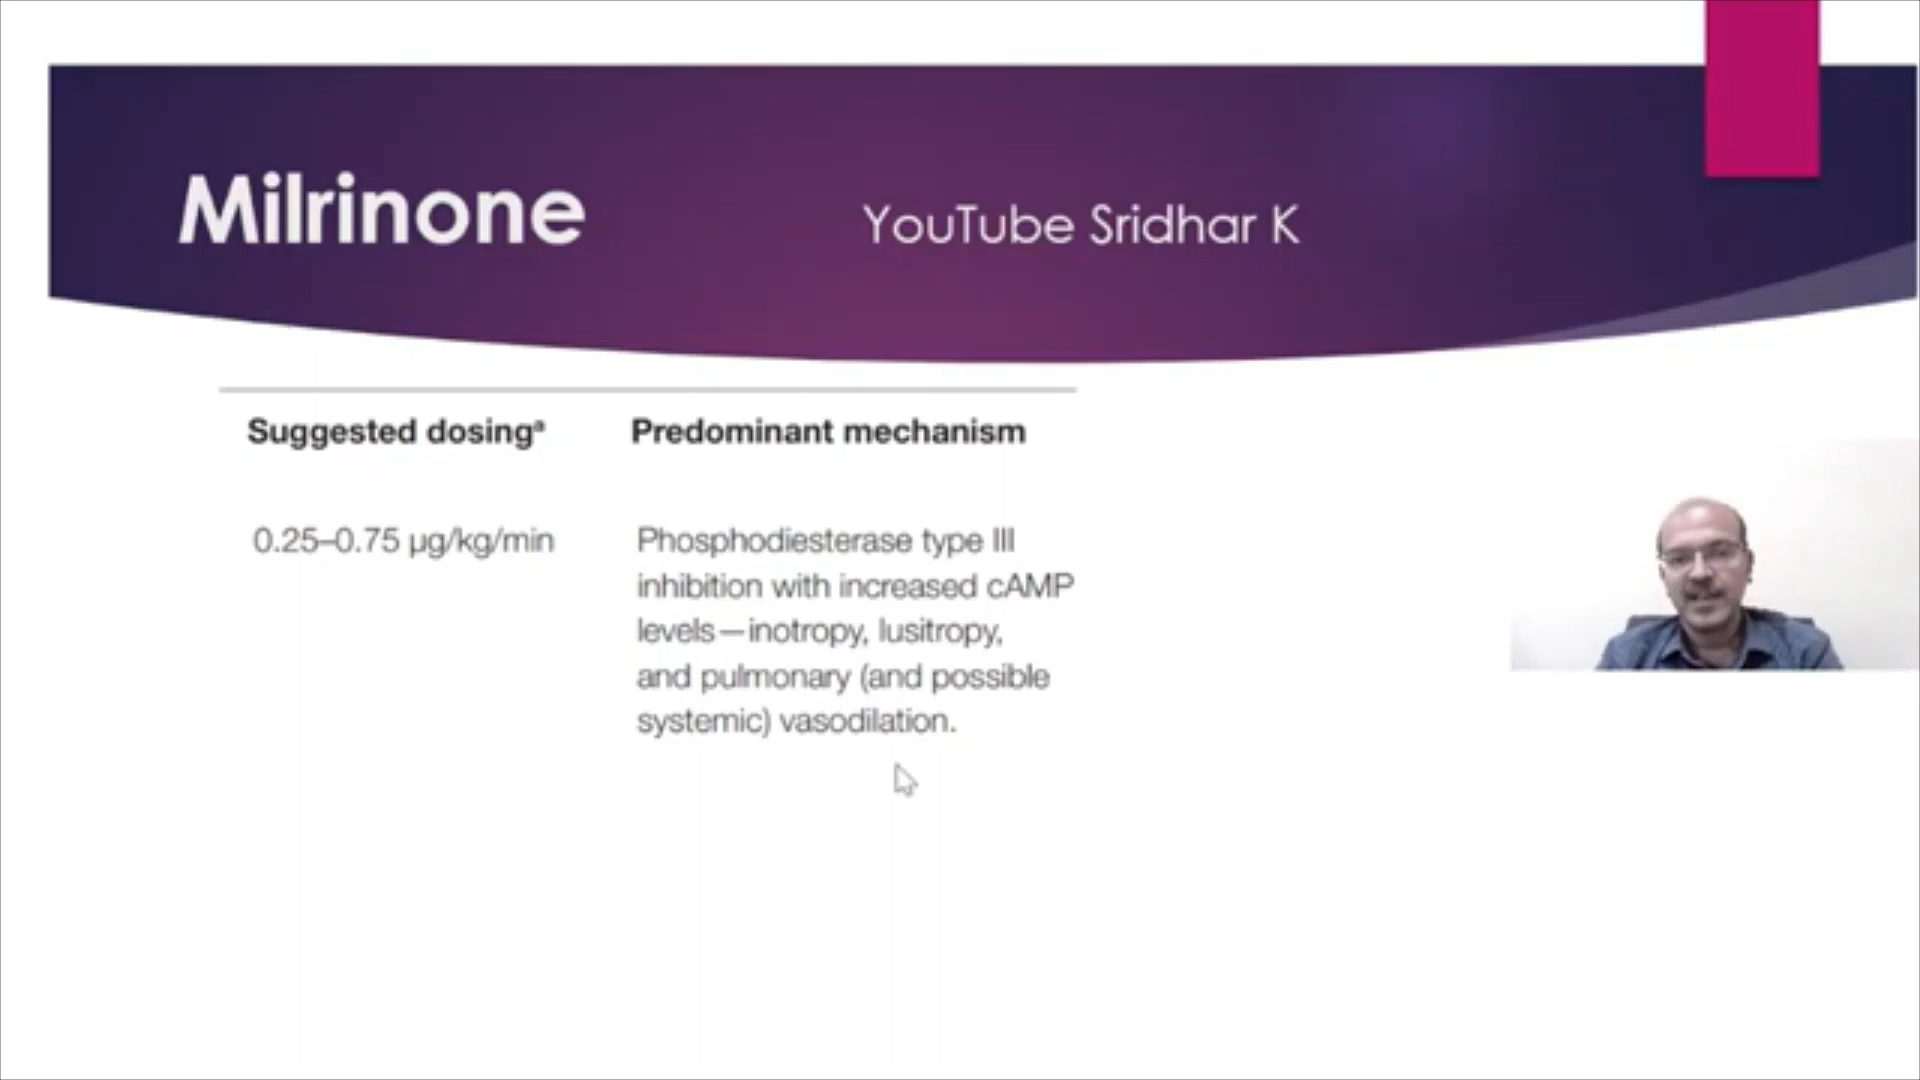 Milrinone
YouTube Sridhar K
Suggested dosingᵃ
Predominant mechanism
0.25–0.75 µg/kg/min
Phosphodiesterase type III
inhibition with increased cAMP
levels—inotropy, lusitropy,
and pulmonary (and possible
systemic) vasodilation.